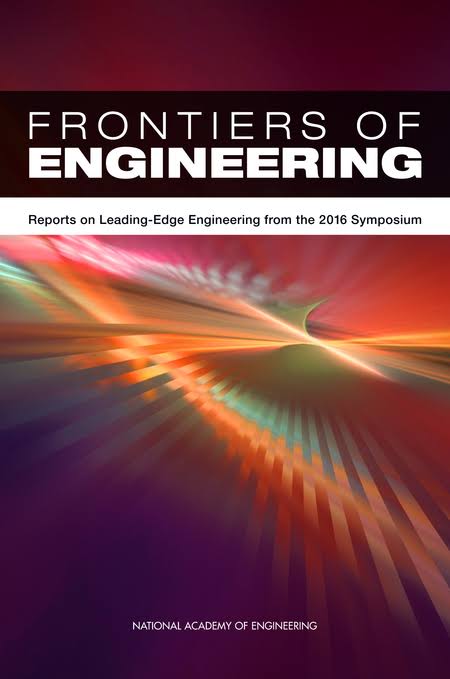 FRONTIERS OF
ENGINEERING
Reports on Leading-Edge Engineering from the 2016 Symposium
NATIONAL ACADEMY OF ENGINEERING